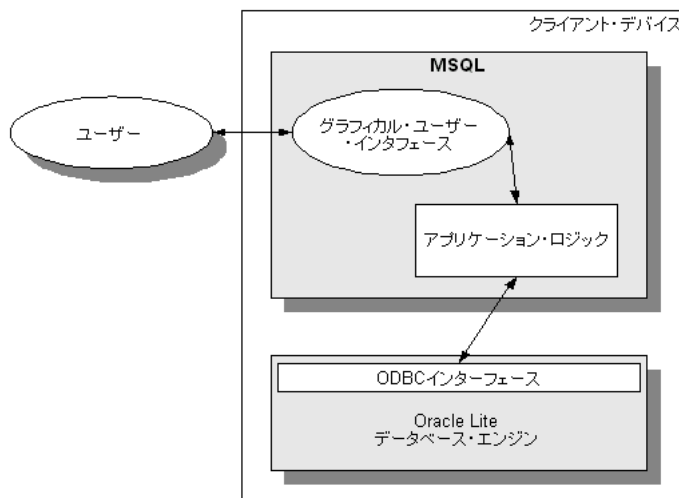 クライアント・デバイス
MSQL
ユーザー
グラフィカル・ユーザー
・インタフェース
アプリケーション・ロジック
ODBCインターフェース
Oracle Lite
データベース・エンジン